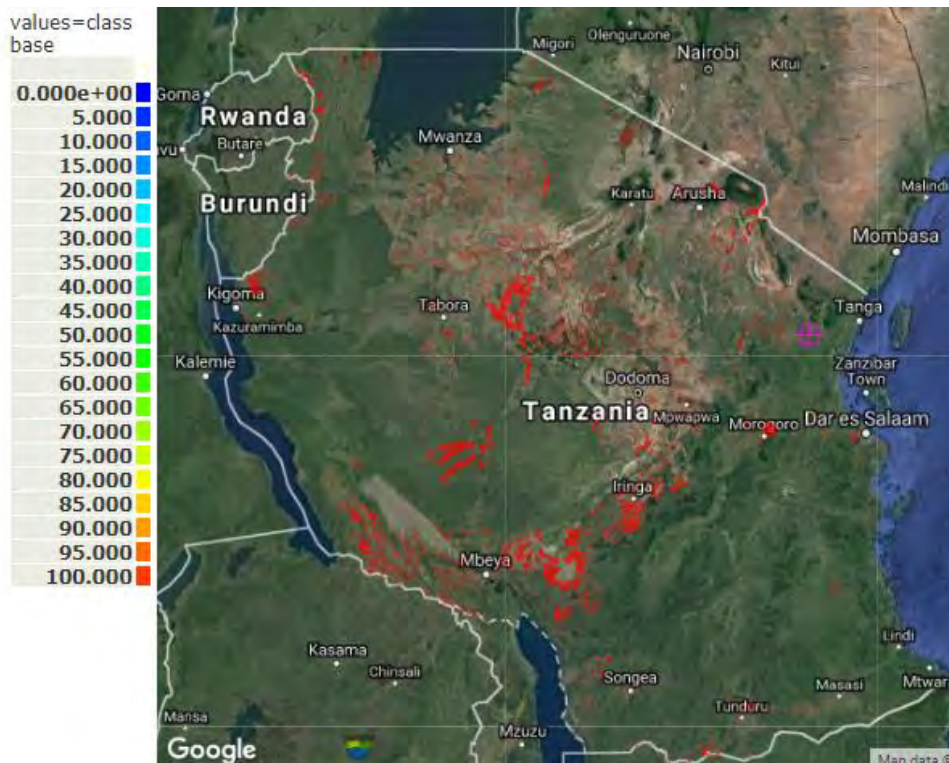 values=class
base
0.000e+00
5.000
10.000
15.000
20.000
25.000
30.000
35.000
40.000
45.000
50.000
55.000
60.000
65.000
70.000
75.000
80.000
85.000
90.000
95.000
100.000
Olenguruone
Migori
Nairobi
Kitui
Goma
Rwanda
Mwanza
Butare
vu
Burundi
Karatu
Arusha
Malindi
Mombasa
Kigoma
Tabora
Tanga
Kazuramimba
Kalemie
Zanzibar
Town
Dodoma
Tanzania
Mpwapwa
Morogoro
Dar es Salaam
Iringa
Mbeya
Lindi
Kasama
Chinsali
Songea
Masasi
Mtwar
Tunduru
Mansa
Mzuzu
Google
Map data